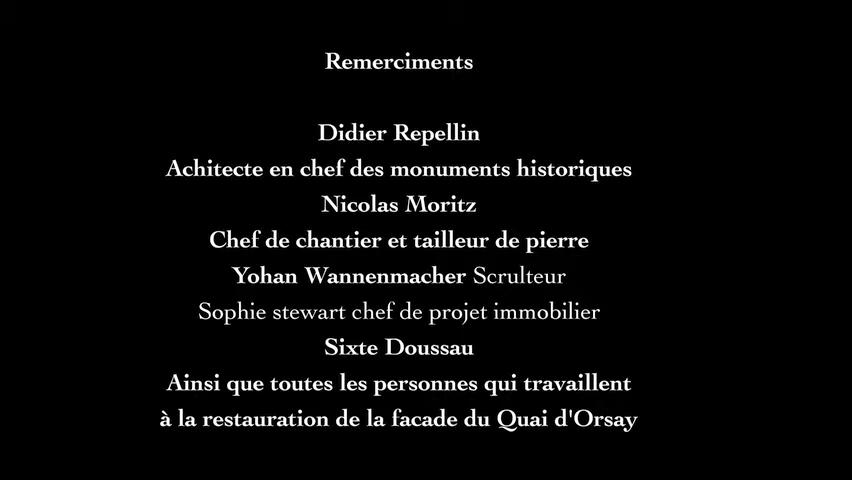 Remerciments
Didier Repellin
Achitecte en chef des monuments historiques
Nicolas Moritz
Chef de chantier et tailleur de pierre
Yohan Wannenmacher Scrulteur
Sophie stewart chef de projet immobilier
Sixte Doussau
Ainsi que toutes les personnes qui travaillent
à la restauration de la facade du Quai d'Orsay